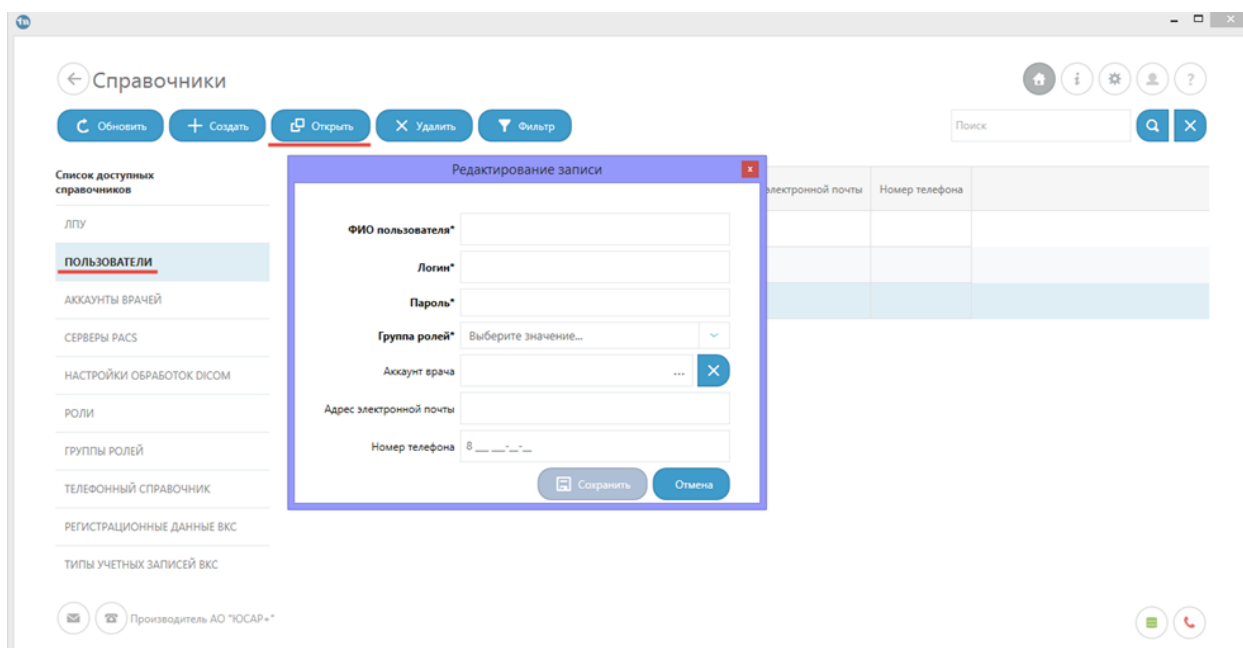 Справочники
Обновить
Создать
Открыть
Удалить
Фильтр
Поиск
Список доступных
справочников
ЛПУ
ПОЛЬЗОВАТЕЛИ
АККАУНТЫ ВРАЧЕЙ
СЕРВЕРЫ PACS
НАСТРОЙКИ ОБРАБОТОК DICOM
РОЛИ
ГРУППЫ РОЛЕЙ
ТЕЛЕФОННЫЙ СПРАВОЧНИК
РЕГИСТРАЦИОННЫЕ ДАННЫЕ ВКС
ТИПЫ УЧЕТНЫХ ЗАПИСЕЙ ВКС
электронной почты
Номер телефона
Редактирование записи
ФИО пользователя*
Логин*
Пароль*
Группа ролей* Выберите значение...
Аккаунт врача ...
Адрес электронной почты
Номер телефона 8 __ __-_-__
Сохранить
Отмена
Производитель АО "ЮСАР+"